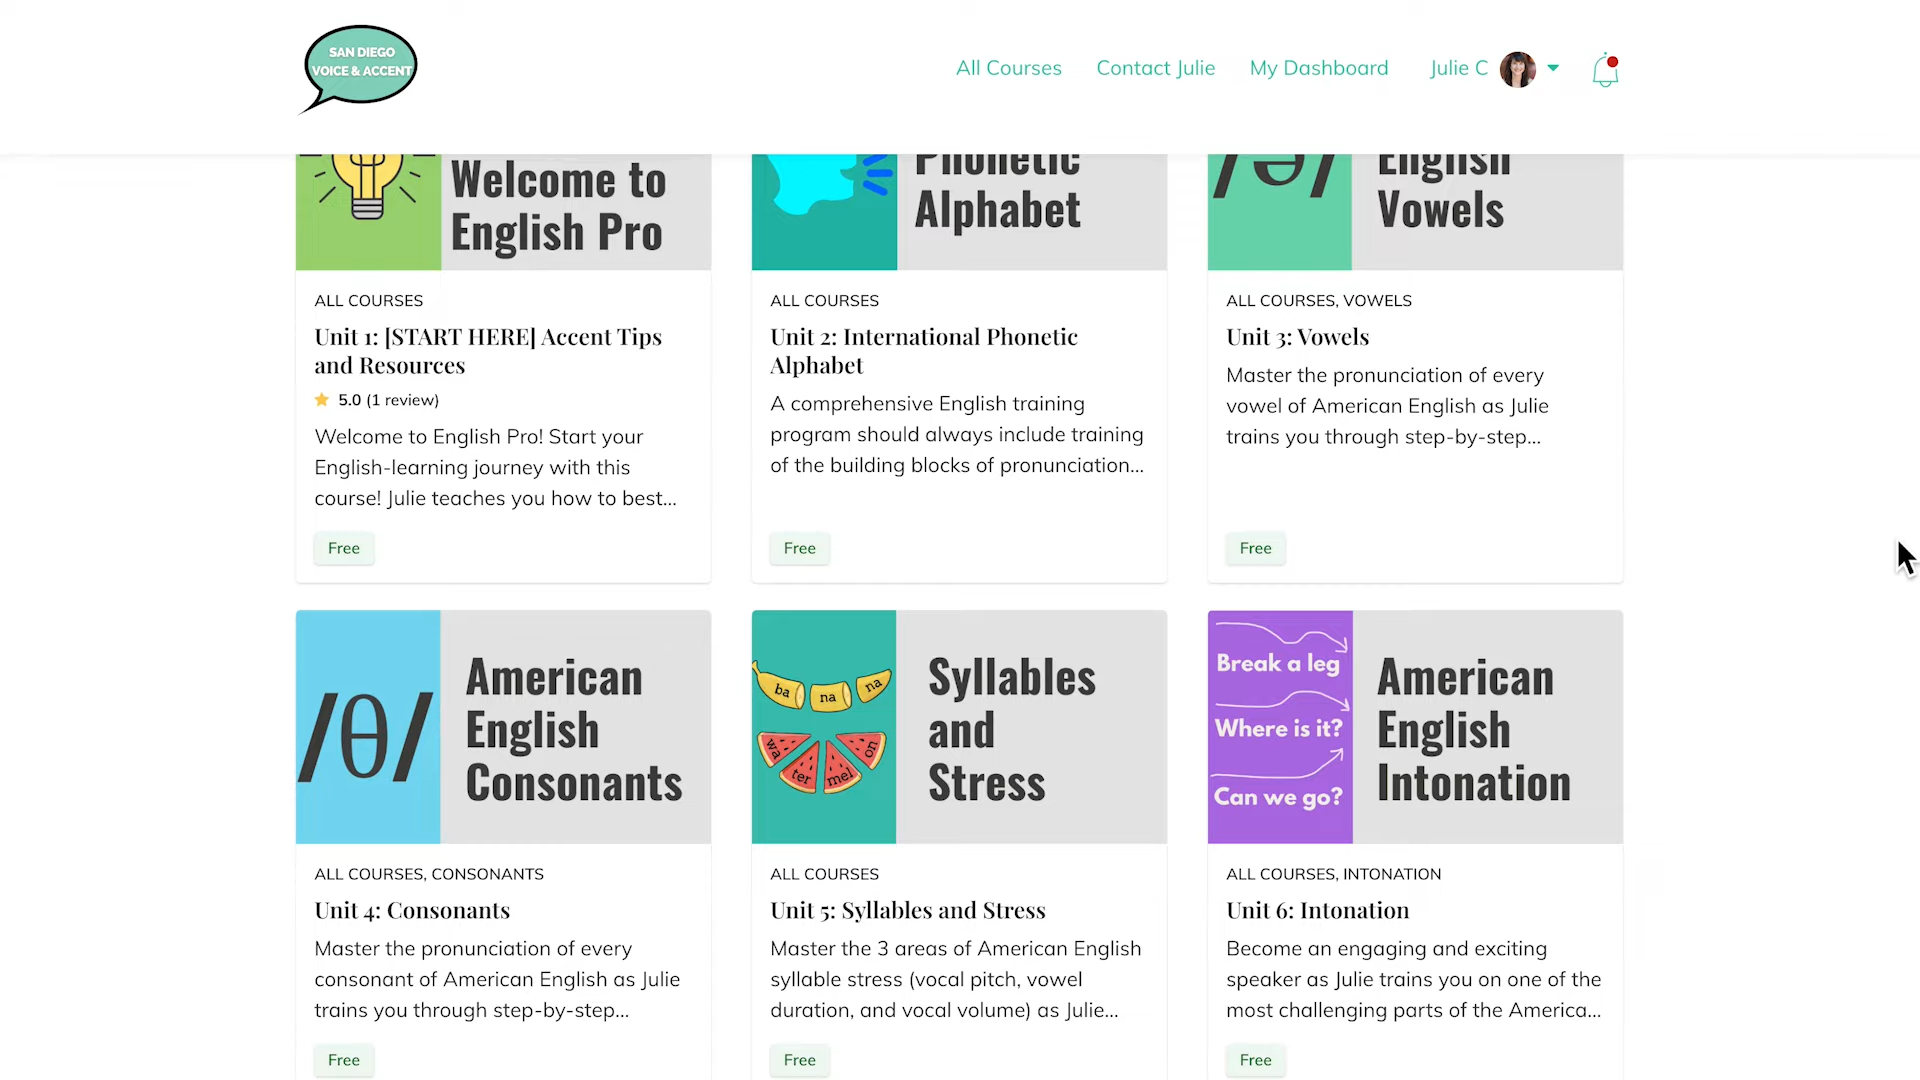 SAN DIEGO
VOICE & ACCENT
All Courses
Contact Julie
My Dashboard
Julie C
Welcome to
English Pro
Phonetic
Alphabet
/ə/
English
Vowels
ALL COURSES
Unit 1: [START HERE] Accent Tips
and Resources
5.0 (1 review)
Welcome to English Pro! Start your
English-learning journey with this
course! Julie teaches you how to best...
Free
ALL COURSES
Unit 2: International Phonetic
Alphabet
A comprehensive English training
program should always include training
of the building blocks of pronunciation...
Free
ALL COURSES, VOWELS
Unit 3: Vowels
Master the pronunciation of every
vowel of American English as Julie
trains you through step-by-step...
Free
/θ/
American
English
Consonants
ba na na
wa ter mel on
Syllables
and
Stress
Break a leg
Where is it?
Can we go?
American
English
Intonation
ALL COURSES, CONSONANTS
Unit 4: Consonants
Master the pronunciation of every
consonant of American English as Julie
trains you through step-by-step...
Free
ALL COURSES
Unit 5: Syllables and Stress
Master the 3 areas of American English
syllable stress (vocal pitch, vowel
duration, and vocal volume) as Julie...
Free
ALL COURSES, INTONATION
Unit 6: Intonation
Become an engaging and exciting
speaker as Julie trains you on one of the
most challenging parts of the America...
Free